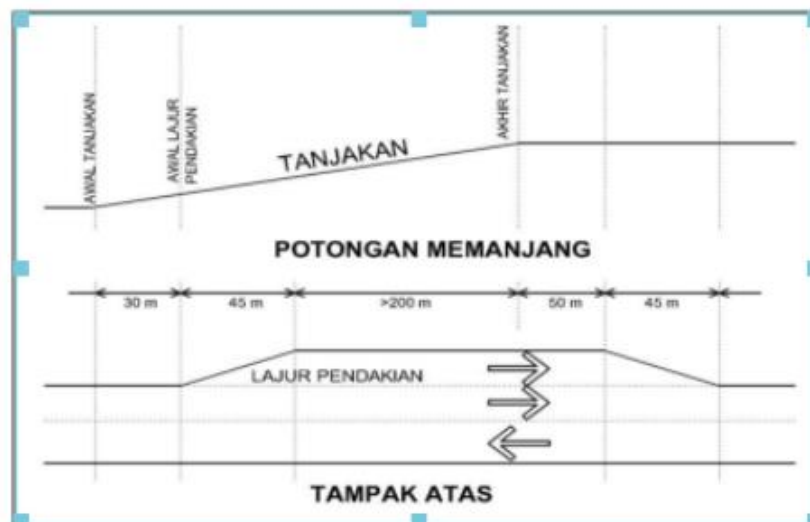 AWAL TANJAKAN
AWAL LAJUR
PENDAKIAN
TANJAKAN
AKHIR TANJAKAN
POTONGAN MEMANJANG
30 m
45 m
>200 m
50 m
45 m
LAJUR PENDAKIAN
TAMPAK ATAS